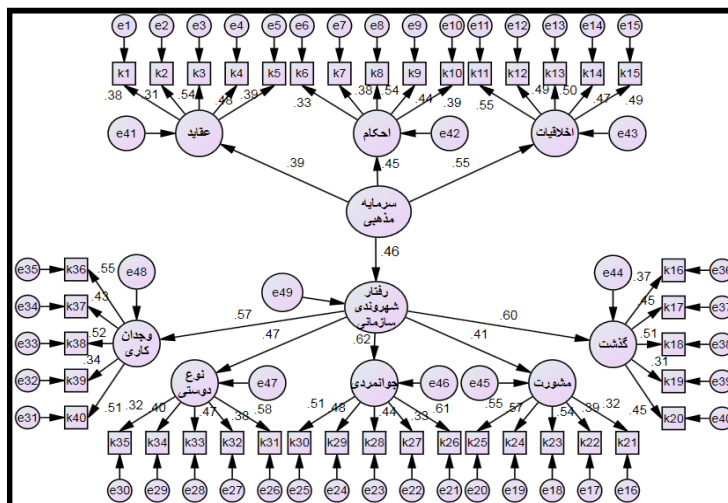 e1 e2 e3 e4 e5 e6 e7 e8 e9 e10 e11 e12 e13 e14 e15
k1 k2 k3 k4 k5 k6 k7 k8 k9 k10 k11 k12 k13 k14 k15
.38 .31 .54 .48 .39 .33 .38 .54 .44 .39 .55 .49 .50 .47 .49
e41 عقاید احکام e42 اخلاقیات e43
.39 .45 .55
سرمایه
مذهبی
.46
e35 k36 .55 e48 e49 رفتار
شهروندی
سازمانی
e44 .37 k16 e36
e34 k37 .43 .45 k17 e37
e33 k38 .52 وجدان
کاری
.57 .47 .62 .41 .60 گذشت .51 k18 e38
e32 k39 .34 .31 k19 e39
e31 k40 .45 k20 e40
نوع
دوستی
e47 جوانمردی e46 e45 مشورت
.51 .32 .40 .47 .38 .58 .51 .48 .44 .33 .61 .55 .57 .54 .39 .32
k35 k34 k33 k32 k31 k30 k29 k28 k27 k26 k25 k24 k23 k22 k21
e30 e29 e28 e27 e26 e25 e24 e23 e22 e21 e20 e19 e18 e17 e16